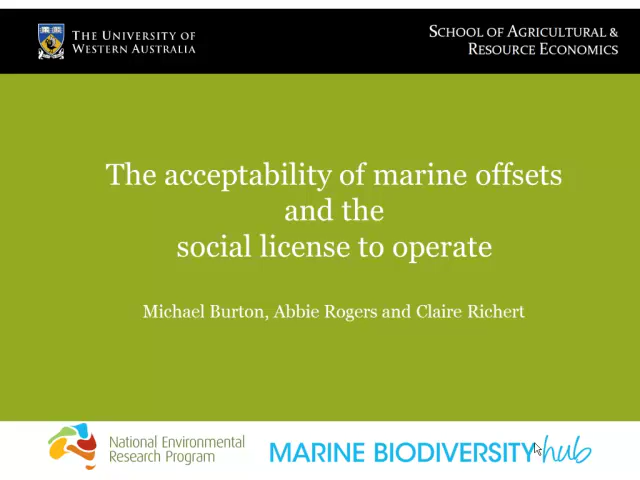 THE UNIVERSITY OF
WESTERN AUSTRALIA
SCHOOL OF AGRICULTURAL &
RESOURCE ECONOMICS
The acceptability of marine offsets
and the
social license to operate
Michael Burton, Abbie Rogers and Claire Richert
National Environmental
Research Program
MARINE BIODIVERSITY hub